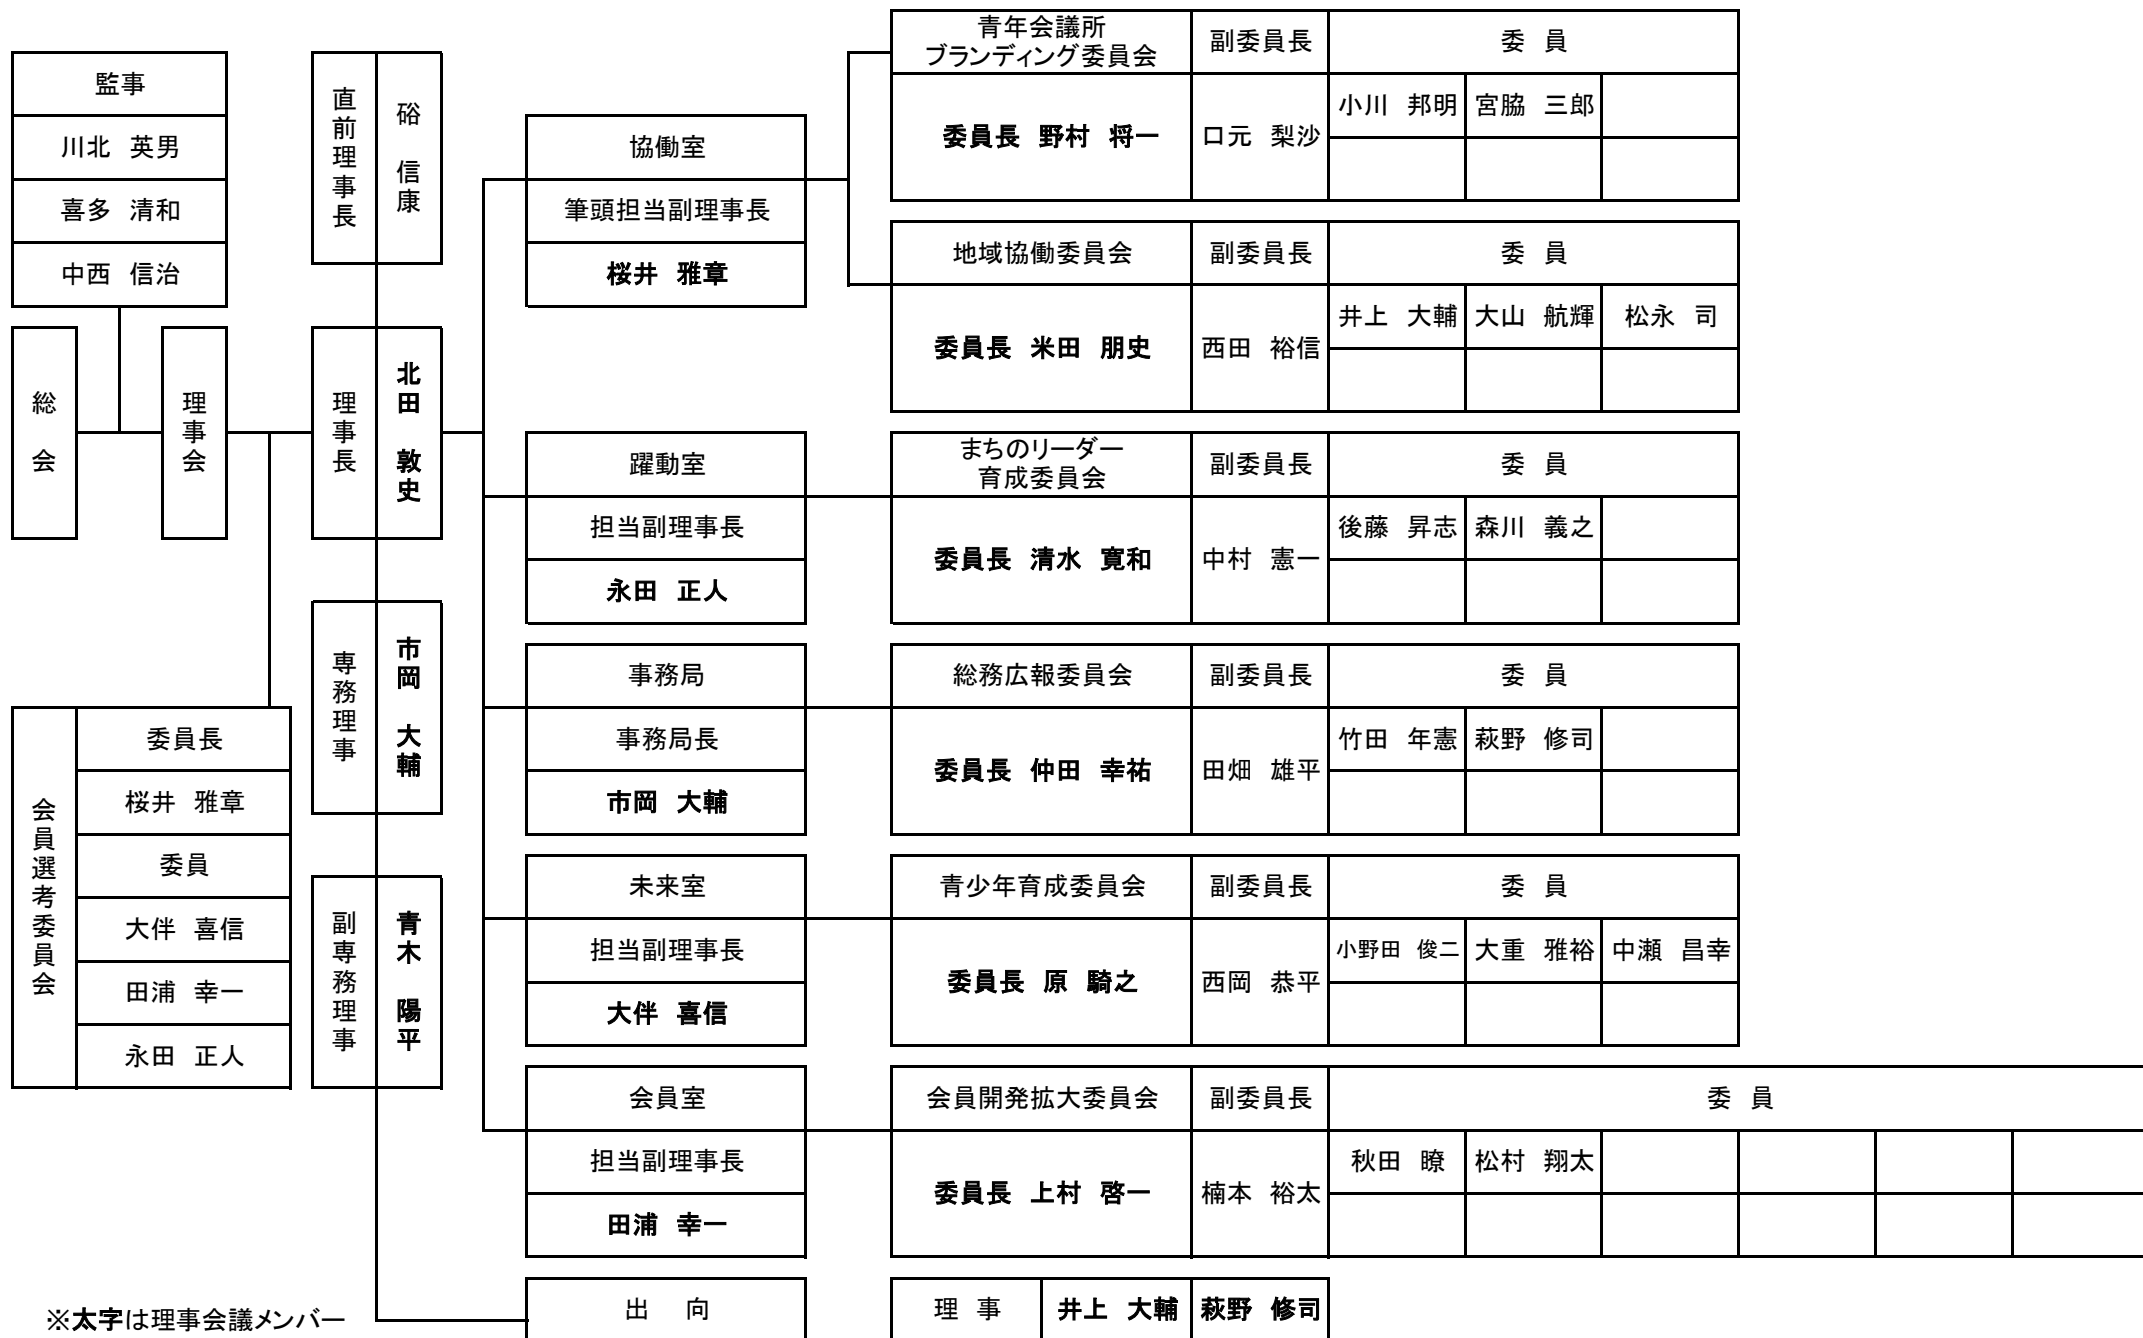 監事
川北 英男
喜多 清和
中西 信治
総会
理事会
直前理事長
硲 信康
理事長
北田 敦史
専務理事
市岡 大輔
副専務理事
青木 陽平
会員選考委員会
委員長
桜井 雅章
委員
大伴 喜信
田浦 幸一
永田 正人
協働室
筆頭担当副理事長
桜井 雅章
青年会議所
ブランディング委員会
副委員長
委 員
委員長 野村 将一
口元 梨沙
小川 邦明
宮脇 三郎
地域協働委員会
副委員長
委 員
委員長 米田 朋史
西田 裕信
井上 大輔
大山 航輝
松永 司
躍動室
担当副理事長
永田 正人
まちのリーダー
育成委員会
副委員長
委 員
委員長 清水 寛和
中村 憲一
後藤 昇志
森川 義之
事務局
事務局長
市岡 大輔
総務広報委員会
副委員長
委 員
委員長 仲田 幸祐
田畑 雄平
竹田 年憲
萩野 修司
未来室
担当副理事長
大伴 喜信
青少年育成委員会
副委員長
委 員
委員長 原 騎之
西岡 恭平
小野田 俊二
大重 雅裕
中瀬 昌幸
会員室
担当副理事長
田浦 幸一
会員開発拡大委員会
副委員長
委 員
委員長 上村 啓一
楠本 裕太
秋田 瞭
松村 翔太
出 向
理 事
井上 大輔
萩野 修司
※太字は理事会議メンバー